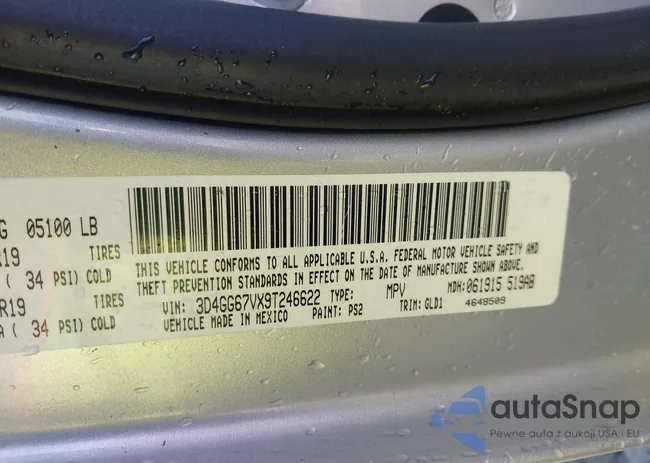 G 05100 LB
R19 TIRES
( 34 PSI) COLD
R19 TIRES
A ( 34 PSI) COLD
THIS VEHICLE CONFORMS TO ALL APPLICABLE U.S.A. FEDERAL MOTOR VEHICLE SAFETY AND
THEFT PREVENTION STANDARDS IN EFFECT ON THE DATE OF MANUFACTURE SHOWN ABOVE.
VIN: 3D4GG67VX9T246622 TYPE: MPV MDH: 061915 519AB
VEHICLE MADE IN MEXICO PAINT: PS2 TRIM: GLD1 4648509
autaSnap
Pewne auta z aukcji USA i EU